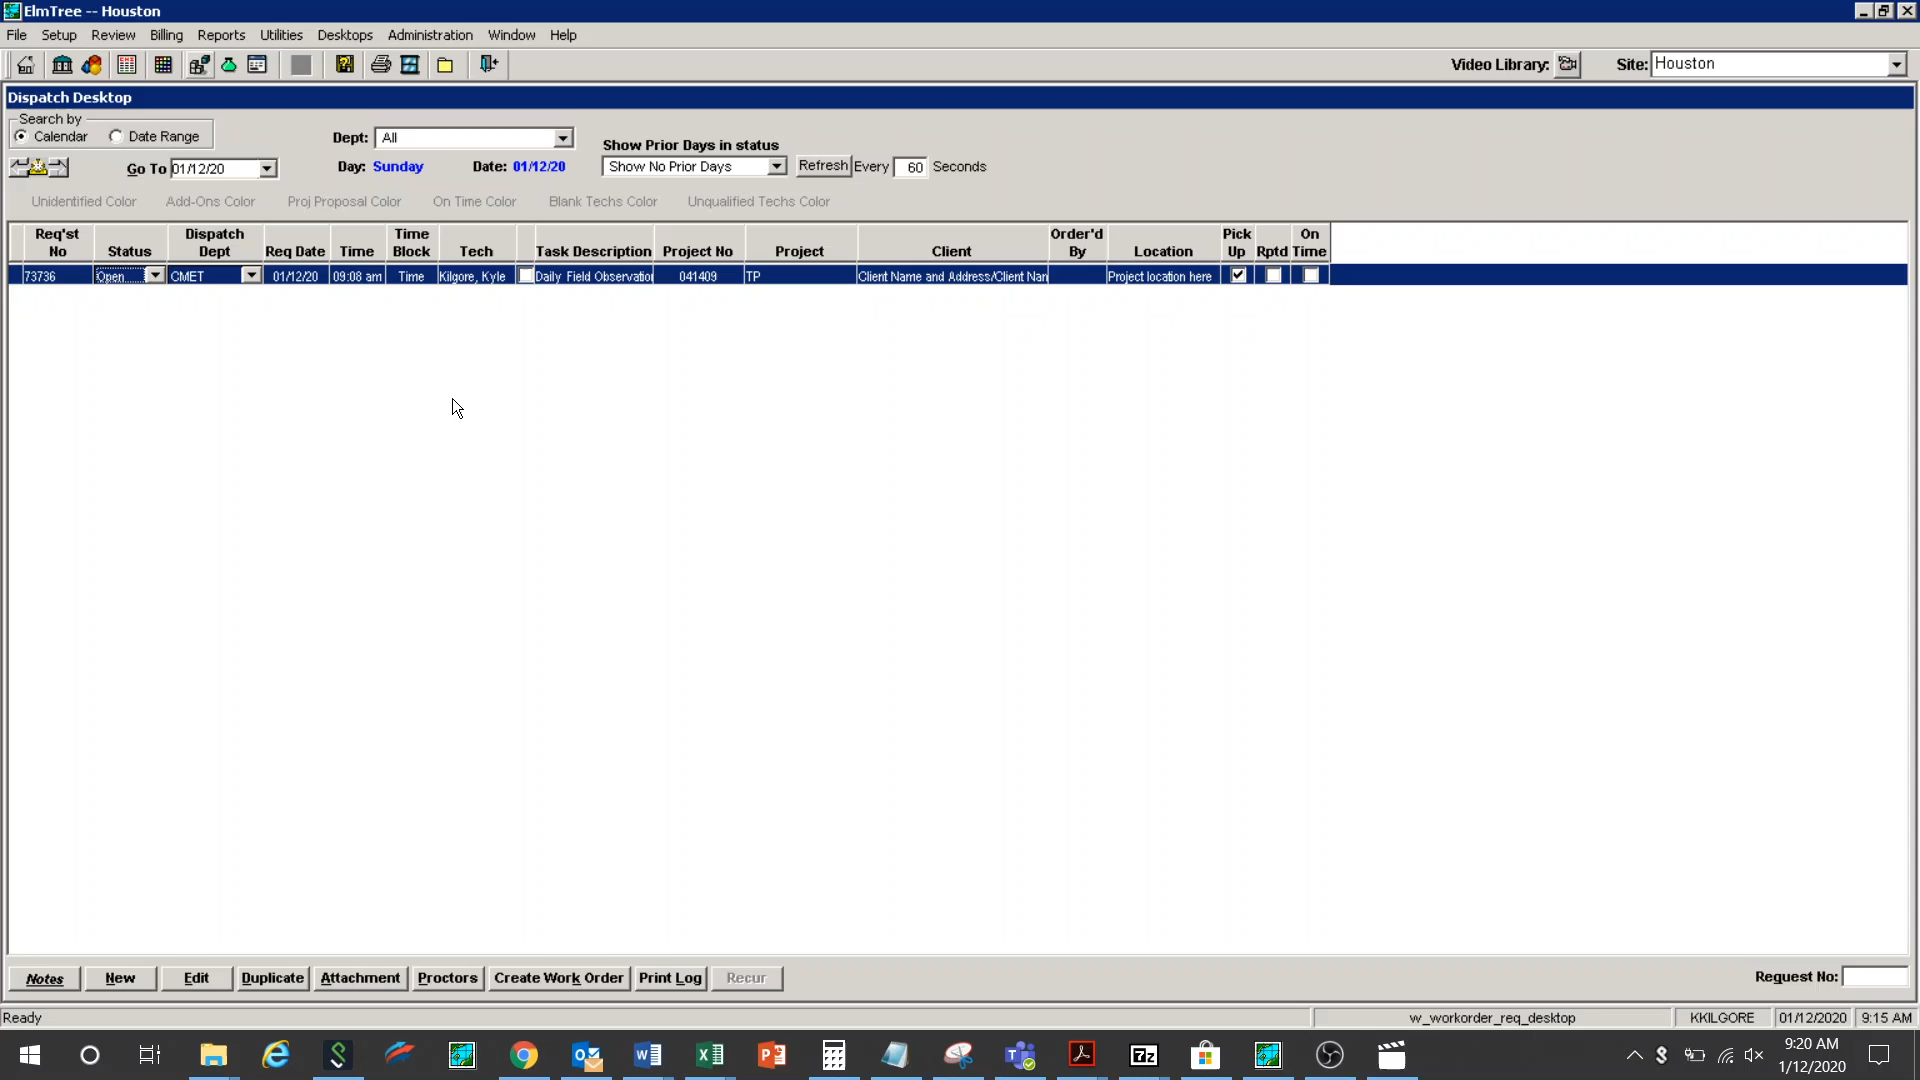 ElmTree -- Houston
File Setup Review Billing Reports Utilities Desktops Administration Window Help
Video Library: Site: Houston
Dispatch Desktop
Search by
Calendar Date Range
Dept: All
Show Prior Days in status
Go To 01/12/20
Day: Sunday Date: 01/12/20
Show No Prior Days Refresh Every 60 Seconds
Unidentified Color Add-Ons Color Proj Proposal Color On Time Color Blank Techs Color Unqualified Techs Color
Req'st No Status Dispatch Dept Req Date Time Time Block Tech Task Description Project No Project Client Order'd By Location Pick Up Rptd On Time
73736 Open CMET 01/12/20 09:08 am Time Kilgore, Kyle Daily Field Observation 041409 TP Client Name and Address/Client Nam Project location here
Notes New Edit Duplicate Attachment Proctors Create Work Order Print Log Recur
Request No:
Ready w_workorder_req_desktop KKILGORE 01/12/2020 9:15 AM
9:20 AM
1/12/2020